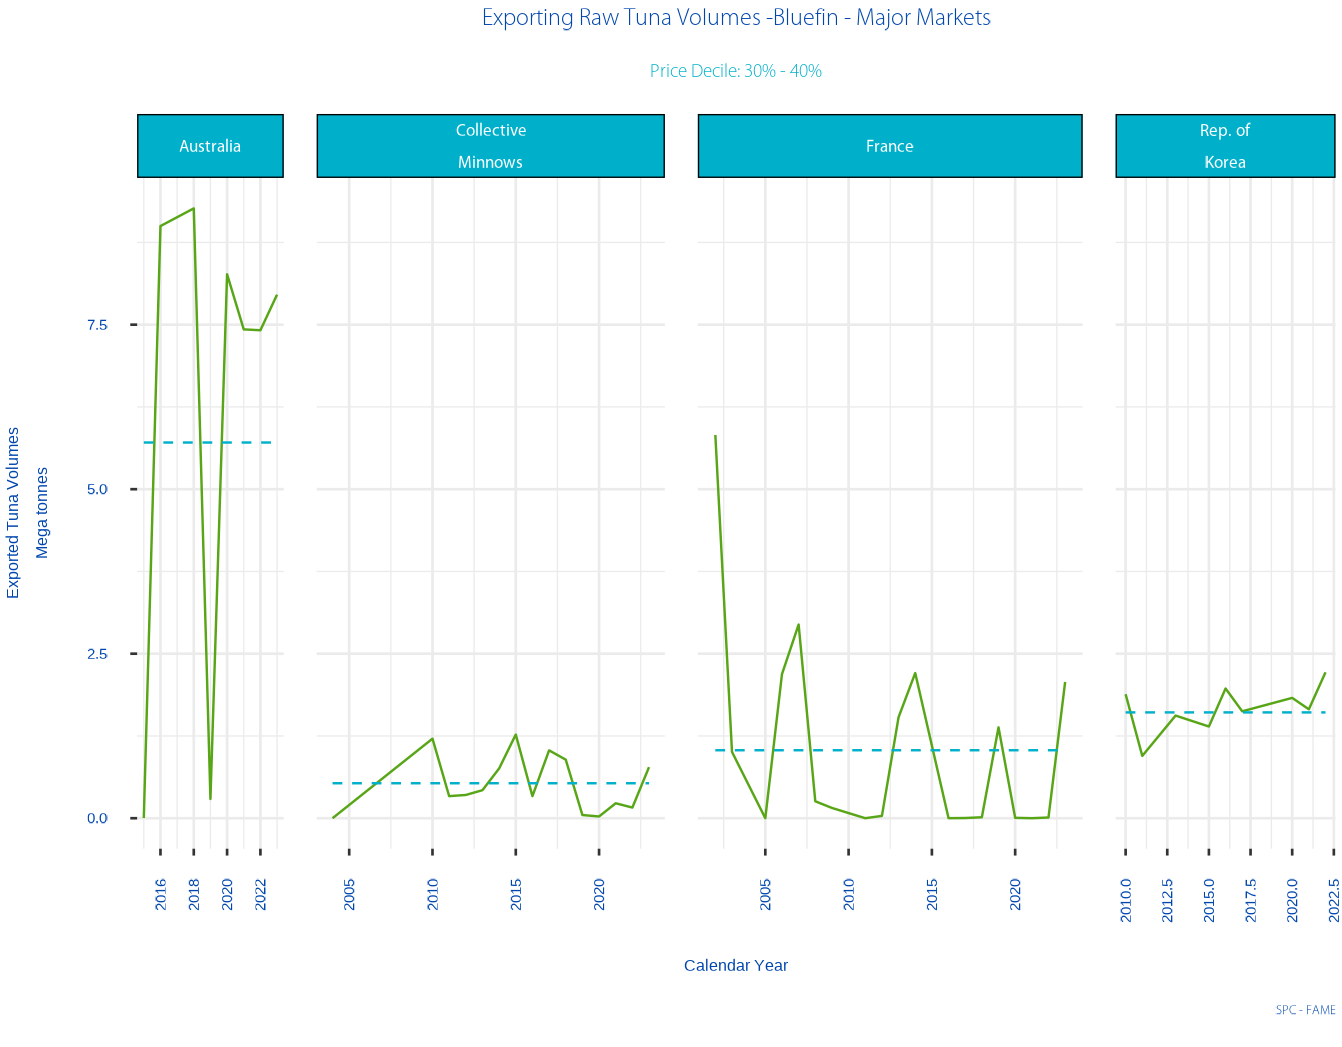 Exporting Raw Tuna Volumes -Bluefin - Major Markets
Price Decile: 30% - 40%
Australia
Collective
Minnows
France
Rep. of
Korea
Exported Tuna Volumes
Mega tonnes
7.5
5.0
2.5
0.0
2016
2018
2020
2022
2005
2010
2015
2020
2005
2010
2015
2020
2010.0
2012.5
2015.0
2017.5
2020.0
2022.5
Calendar Year
SPC - FAME